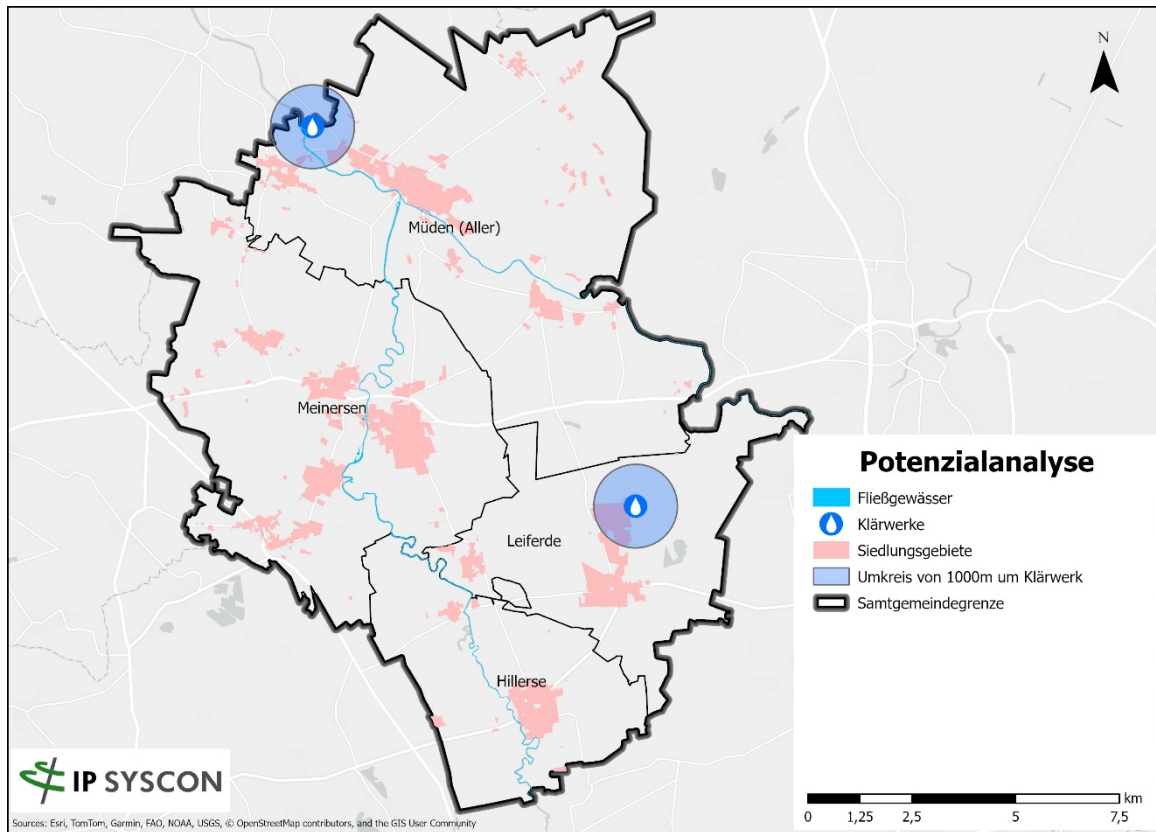 N
Müden (Aller)
Meinersen
Leiferde
Hillerse
Potenzialanalyse
Fließgewässer
Klärwerke
Siedlungsgebiete
Umkreis von 1000m um Klärwerk
Samtgemeindegrenze
IP SYSCON
km
0 1,25 2,5 5 7,5
Sources: Esri, TomTom, Garmin, FAO, NOAA, USGS, © OpenStreetMap contributors, and the GIS User Community